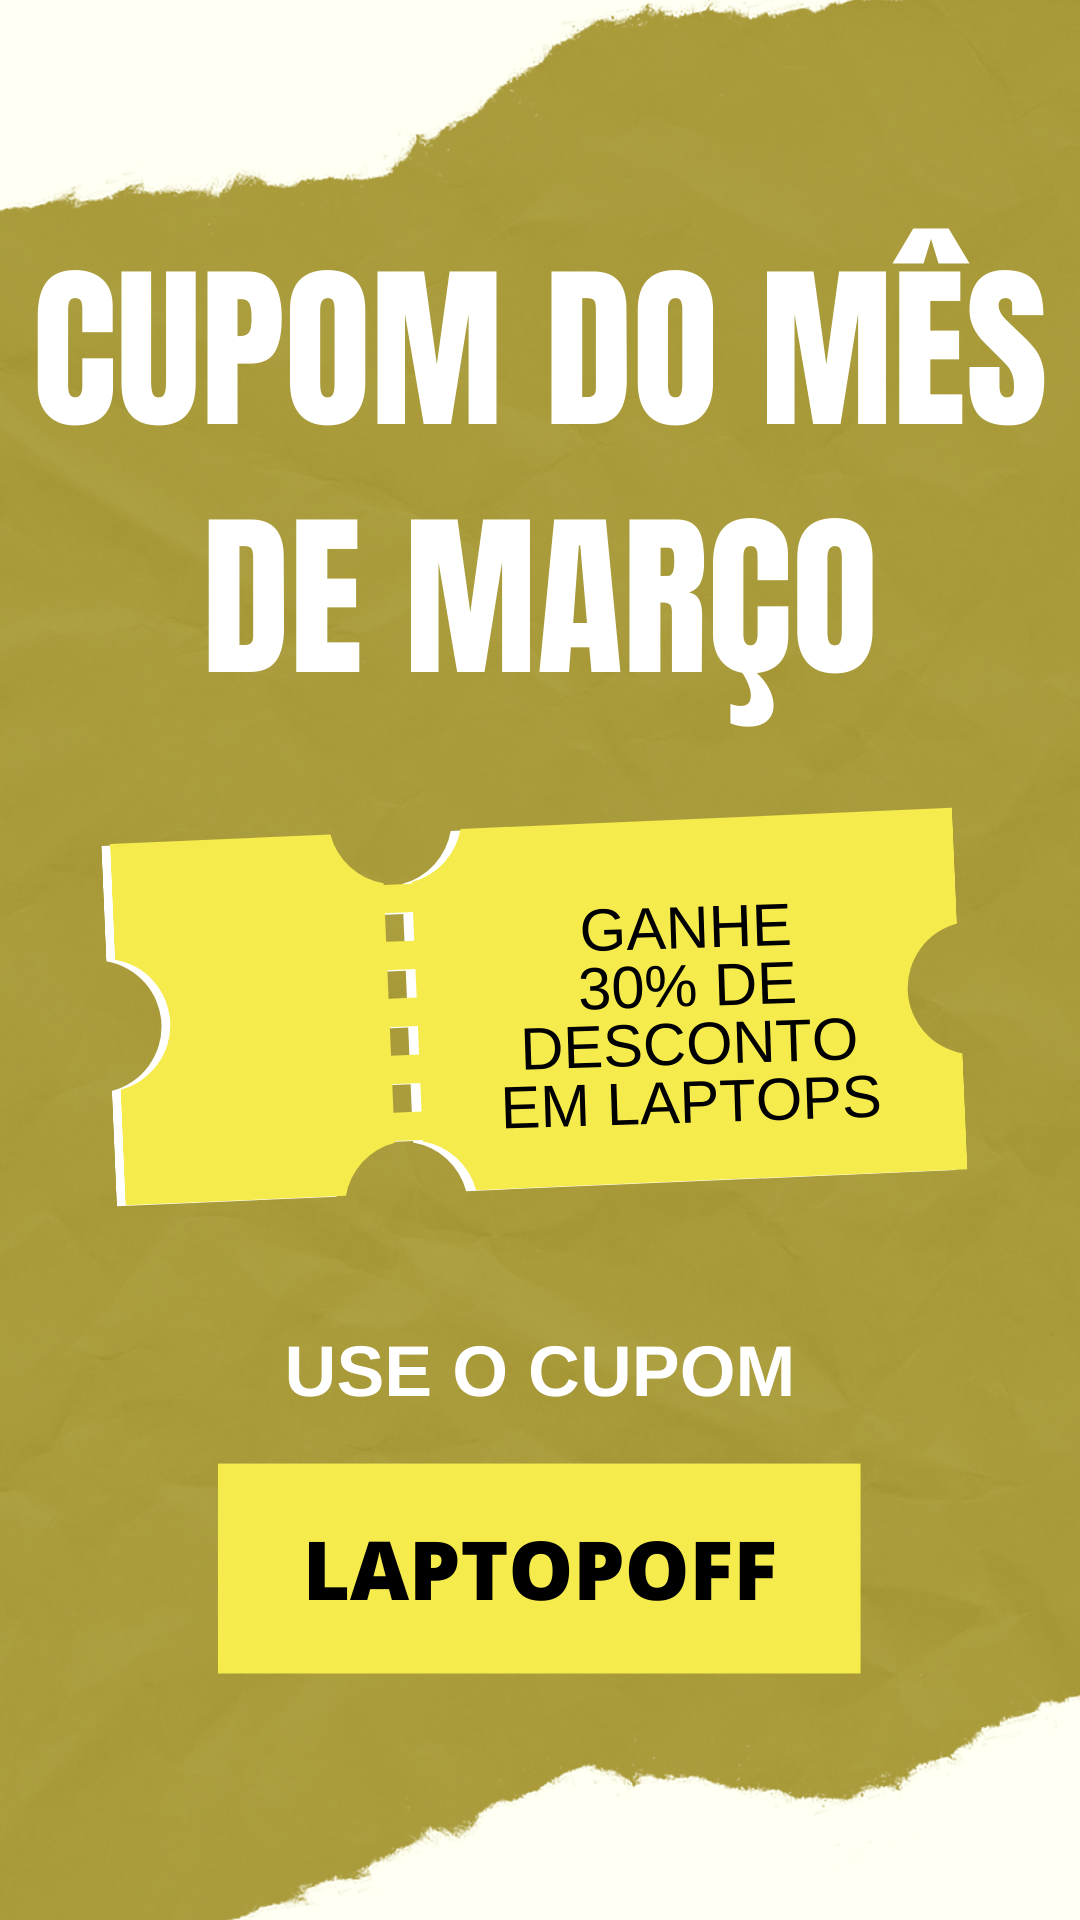 CUPOM DO MÊS
DE MARÇO
GANHE
30% DE
DESCONTO
EM LAPTOPS
USE O CUPOM
LAPTOPOFF